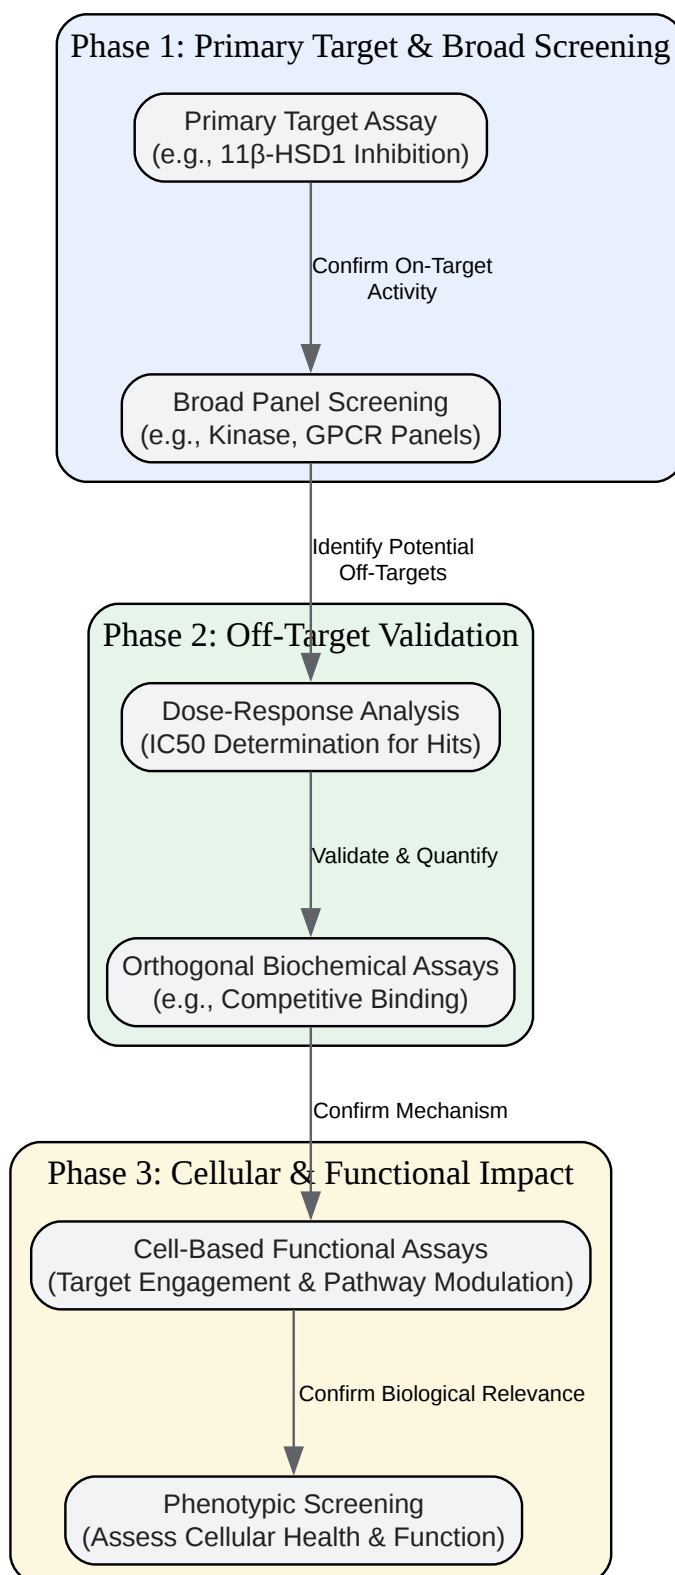 Phase 1: Primary Target & Broad Screening
Primary Target Assay
(e.g., 11β-HSD1 Inhibition)
Confirm On-Target
Activity
Broad Panel Screening
(e.g., Kinase, GPCR Panels)
Identify Potential
Off-Targets
Phase 2: Off-Target Validation
Dose-Response Analysis
(IC50 Determination for Hits)
Validate & Quantify
Orthogonal Biochemical Assays
(e.g., Competitive Binding)
Confirm Mechanism
Phase 3: Cellular & Functional Impact
Cell-Based Functional Assays
(Target Engagement & Pathway Modulation)
Confirm Biological Relevance
Phenotypic Screening
(Assess Cellular Health & Function)